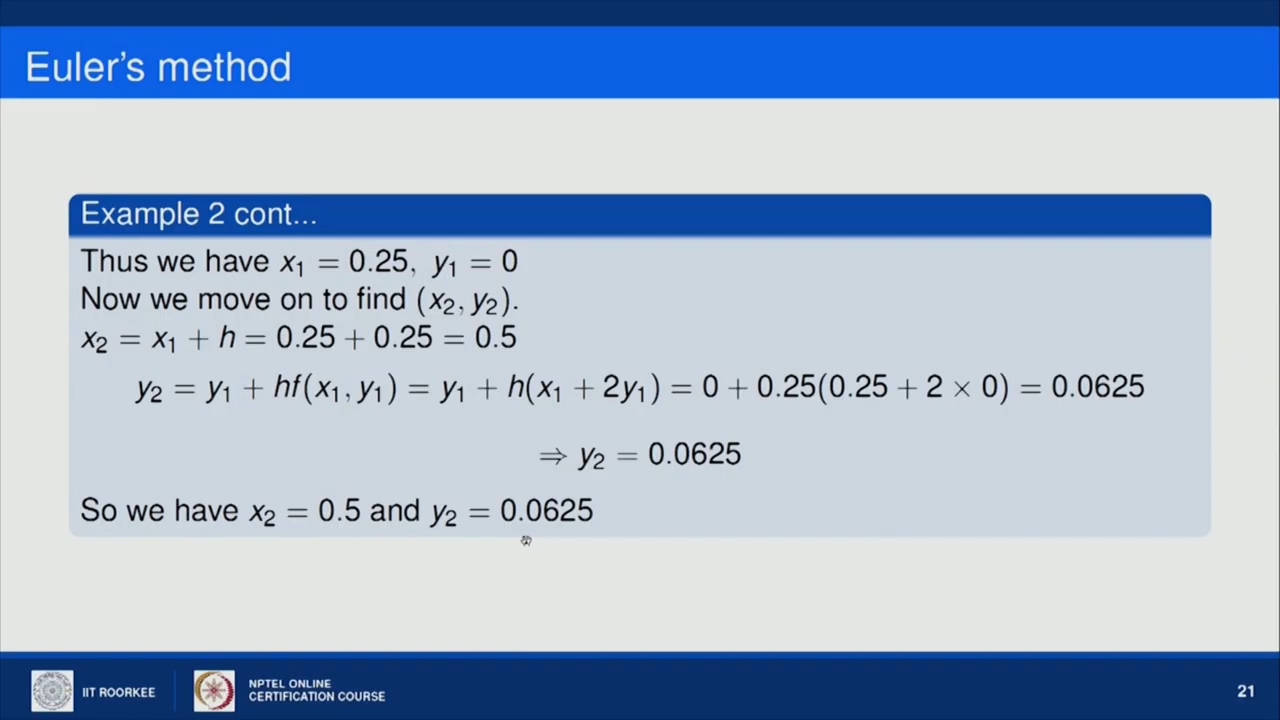 Euler's method
Example 2 cont...
Thus we have x₁ = 0.25, y₁ = 0
Now we move on to find (x₂, y₂).
x₂ = x₁ + h = 0.25 + 0.25 = 0.5
y₂ = y₁ + hf(x₁, y₁) = y₁ + h(x₁ + 2y₁) = 0 + 0.25(0.25 + 2 × 0) = 0.0625
⇒ y₂ = 0.0625
So we have x₂ = 0.5 and y₂ = 0.0625
IIT ROORKEE
NPTEL ONLINE
CERTIFICATION COURSE
21